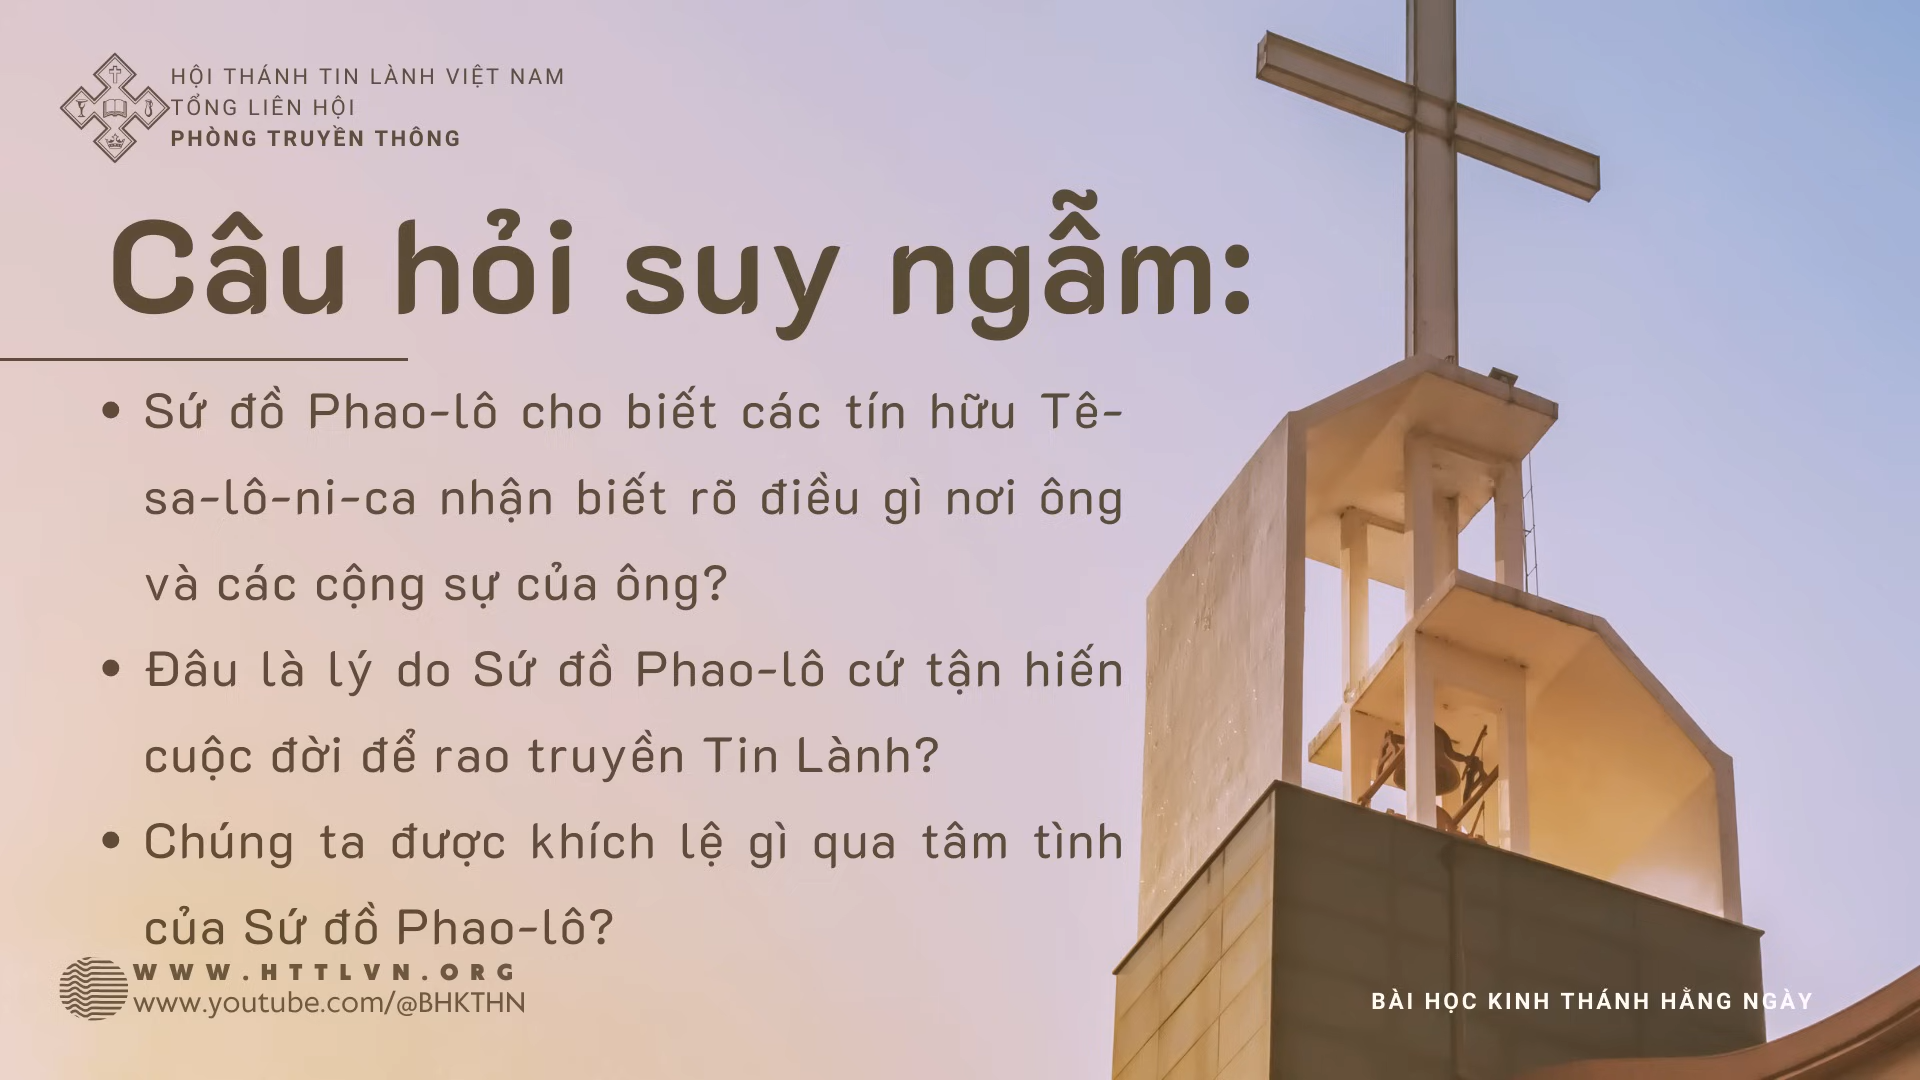 HỘI THÁNH TIN LÀNH VIỆT NAM
TỔNG LIÊN HỘI
PHÒNG TRUYỀN THÔNG
Câu hỏi suy ngẫm:
• Sứ đồ Phao-lô cho biết các tín hữu Tê-
sa-lô-ni-ca nhận biết rõ điều gì nơi ông
và các cộng sự của ông?
• Đâu là lý do Sứ đồ Phao-lô cứ tận hiến
cuộc đời để rao truyền Tin Lành?
• Chúng ta được khích lệ gì qua tâm tình
của Sứ đồ Phao-lô?
WWW.HTTLVN.ORG
www.youtube.com/@BHKTHN
BÀI HỌC KINH THÁNH HẰNG NGÀY